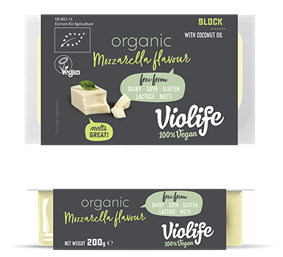 GR-BIO-13
EU/non EU Agriculture
BLOCK
WITH COCONUT OIL
organic
Mozzarella flavour
Vegan
free from
DAIRY · SOYA · GLUTEN
LACTOSE · NUTS
melts
GREAT!
Violife
100% Vegan
organic
Mozzarella flavour
free from
DAIRY · SOYA · GLUTEN
LACTOSE · NUTS
Violife
100% Vegan
NET WEIGHT 200g e